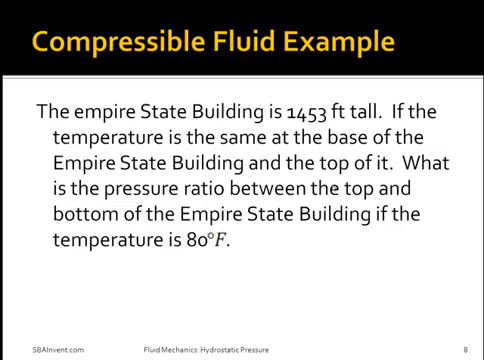 Compressible Fluid Example
The empire State Building is 1453 ft tall. If the
temperature is the same at the base of the
Empire State Building and the top of it. What
is the pressure ratio between the top and
bottom of the Empire State Building if the
temperature is 80°F.
SBAInvent.com
Fluid Mechanics: Hydrostatic Pressure
8